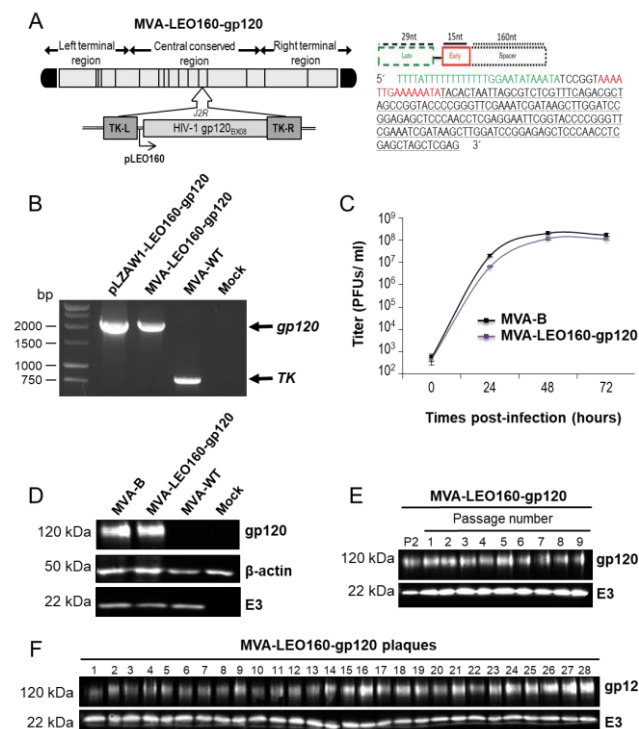 A
MVA-LEO160-gp120
Left terminal region
Central conserved region
Right terminal region
J2R
TK-L
HIV-1 gp120BX08
TK-R
pLEO160
29nt
15nt
160nt
Late
Early
Spacer
5´ TTTTATTTTTTTTTTTGGAATATAAATATCCGGTAAAA
TTGAAAAAATATACACTAATTAGCGTCTCGTTTCAGACGCT
AGCCGGTACCCCGGGTTCGAAATCGATAAGCTTGGATCC
GGAGAGCTCCCAACCTCGAGGAATTCGGTACCCCGGGTT
CGAAATCGATAAGCTTGGATCCGGAGAGCTCCCAACCTC
GAGCTAGCTCGAG 3´
B
pLZAW1-LEO160-gp120
MVA-LEO160-gp120
MVA-WT
Mock
bp
2000
1500
1000
750
gp120
TK
C
Titer (PFUs/ ml)
10⁹
10⁸
10⁷
10⁶
10⁵
10⁴
10³
10²
MVA-B
MVA-LEO160-gp120
0 24 48 72
Times post-infection (hours)
D
MVA-B
MVA-LEO160-gp120
MVA-WT
Mock
120 kDa
gp120
50 kDa
β-actin
22 kDa
E3
E
MVA-LEO160-gp120
Passage number
P2 1 2 3 4 5 6 7 8 9
120 kDa
gp120
22 kDa
E3
F
MVA-LEO160-gp120 plaques
1 2 3 4 5 6 7 8 9 10 11 12 13 14 15 16 17 18 19 20 21 22 23 24 25 26 27 28
120 kDa
gp12
22 kDa
E3